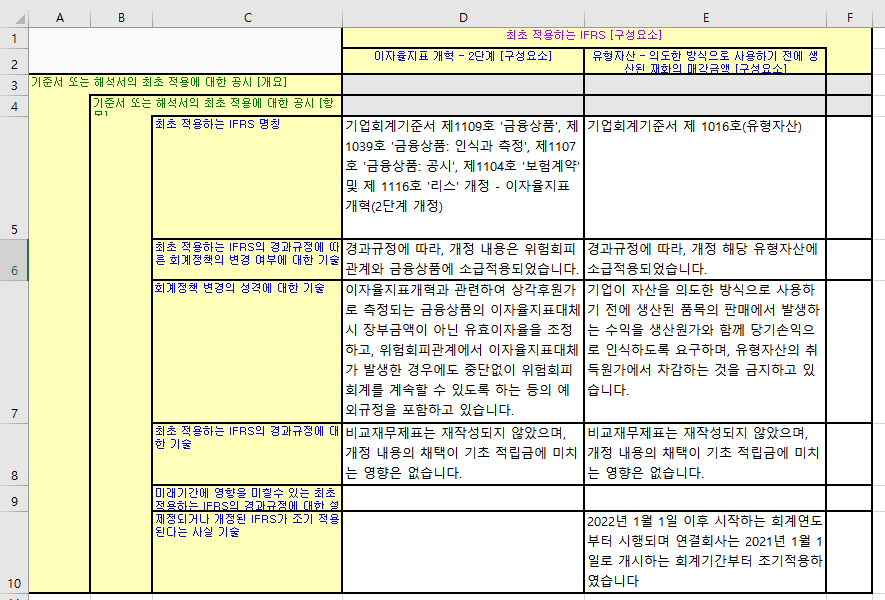 A B C D E F
1 최초 적용하는 IFRS [구성요소]
2 이자율지표 개혁 - 2단계 [구성요소] 유형자산 - 의도한 방식으로 사용하기 전에 생
산된 재화의 매각금액 [구성요소]
3 기준서 또는 해석서의 최초 적용에 대한 공시 [개요]
4 기준서 또는 해석서의 최초 적용에 대한 공시 [항
목]
5 최초 적용하는 IFRS 명칭
기업회계기준서 제1109호 '금융상품', 제
1039호 '금융상품: 인식과 측정', 제1107
호 '금융상품: 공시', 제1104호 '보험계약'
및 제 1116호 '리스' 개정 - 이자율지표
개혁(2단계 개정)
기업회계기준서 제 1016호(유형자산)
6 최초 적용하는 IFRS의 경과규정에 따
른 회계정책의 변경 여부에 대한 기술
경과규정에 따라, 개정 내용은 위험회피
관계와 금융상품에 소급적용되었습니다.
경과규정에 따라, 개정 해당 유형자산에
소급적용되었습니다.
7 회계정책 변경의 성격에 대한 기술
이자율지표개혁과 관련하여 상각후원가
로 측정되는 금융상품의 이자율지표대체
시 장부금액이 아닌 유효이자율을 조정
하고, 위험회피관계에서 이자율지표대체
가 발생한 경우에도 중단없이 위험회피
회계를 계속할 수 있도록 하는 등의 예
외규정을 포함하고 있습니다.
기업이 자산을 의도한 방식으로 사용하
기 전에 생산된 품목의 판매에서 발생하
는 수익을 생산원가와 함께 당기손익으
로 인식하도록 요구하며, 유형자산의 취
득원가에서 차감하는 것을 금지하고 있
습니다.
8 최초 적용하는 IFRS의 경과규정에 대
한 기술
비교재무제표는 재작성되지 않았으며,
개정 내용의 채택이 기초 적립금에 미치
는 영향은 없습니다.
비교재무제표는 재작성되지 않았으며,
개정 내용의 채택이 기초 적립금에 미치
는 영향은 없습니다.
9 미래기간에 영향을 미칠수 있는 최초
적용하는 IFRS의 경과규정에 대한 설
10 제정되거나 개정된 IFRS가 조기 적용
된다는 사실 기술
2022년 1월 1일 이후 시작하는 회계연도
부터 시행되며 연결회사는 2021년 1월 1
일로 개시하는 회계기간부터 조기적용하
였습니다